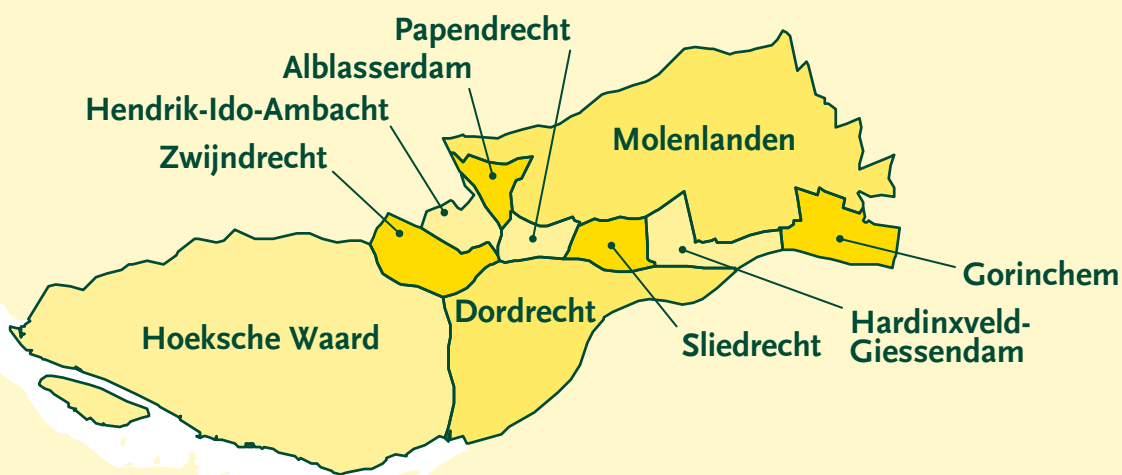 Papendrecht
Alblasserdam
Hendrik-Ido-Ambacht
Zwijndrecht
Molenlanden
Gorinchem
Dordrecht
Hoeksche Waard
Sliedrecht
Hardinxveld-
Giessendam